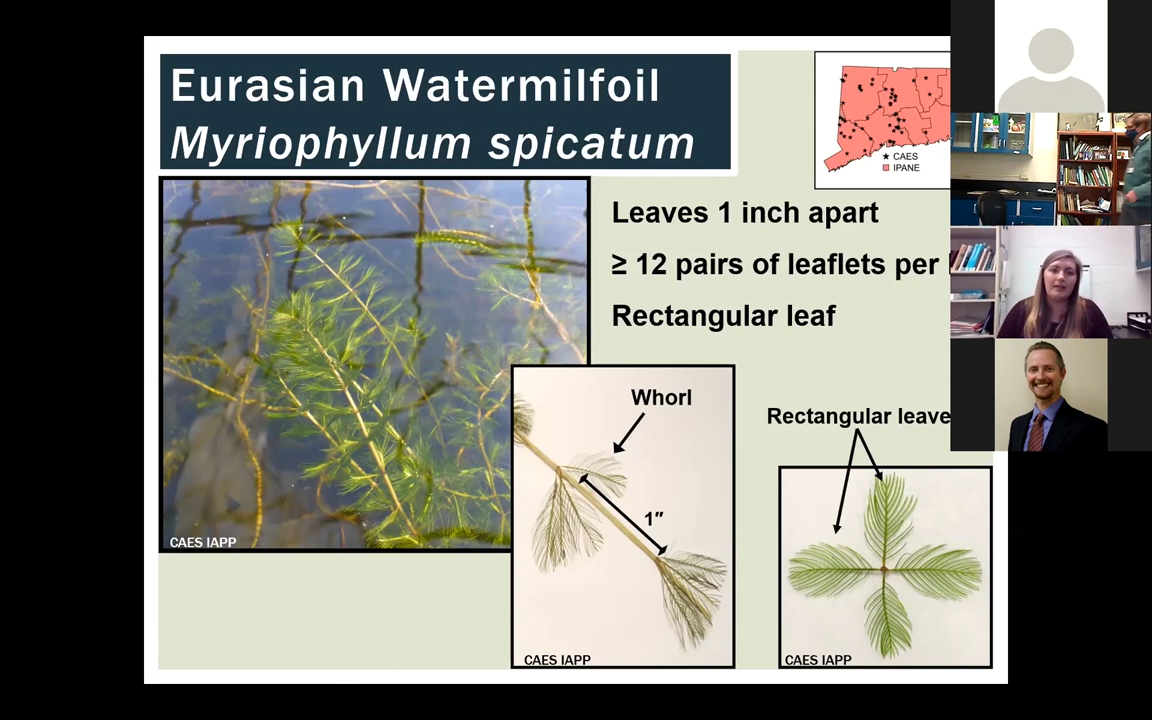 Eurasian Watermilfoil
Myriophyllum spicatum
CAES
IPANE
Leaves 1 inch apart
≥ 12 pairs of leaflets per
Rectangular leaf
Whorl
1″
Rectangular leave
CAES IAPP
CAES IAPP
CAES IAPP